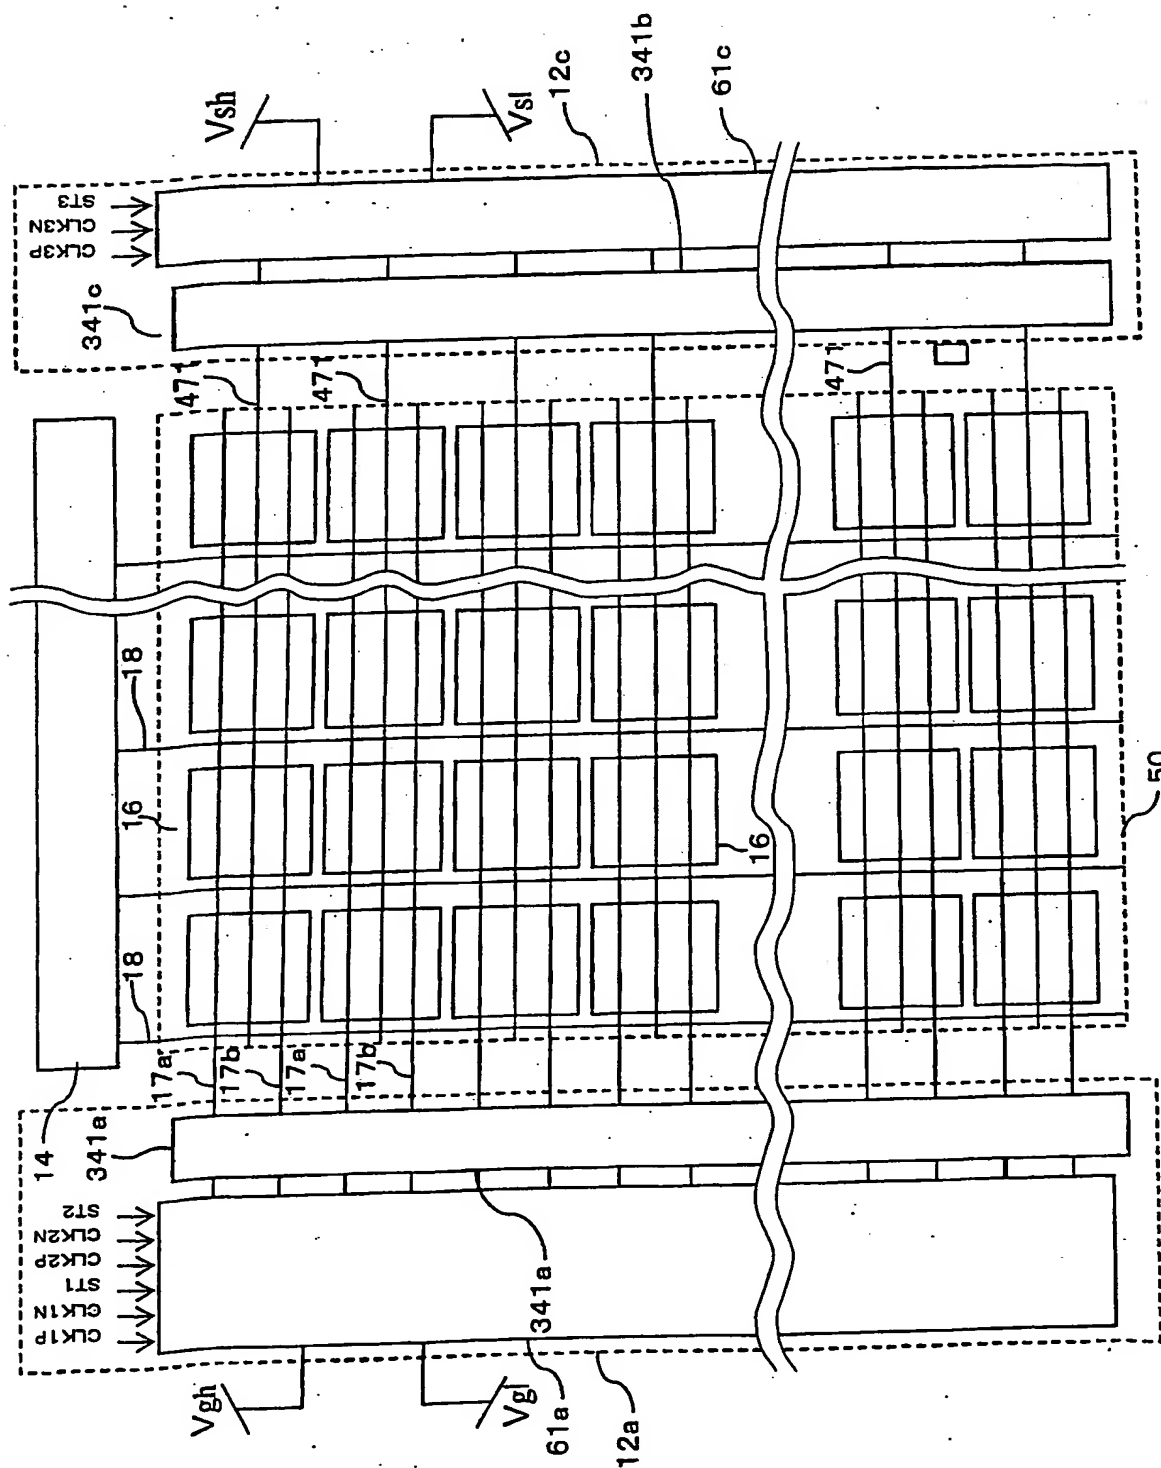 Vsh
Vsl
12c
341b
61c
ST3
CLK3N
CLK3P
341c
471
471
471
18
16
18
16
50
17a
17b
17a
17b
14
341a
ST2
CLK2N
CLK2P
ST1
CLK1N
CLK1P
341a
Vgh
Vgl
61a
12a